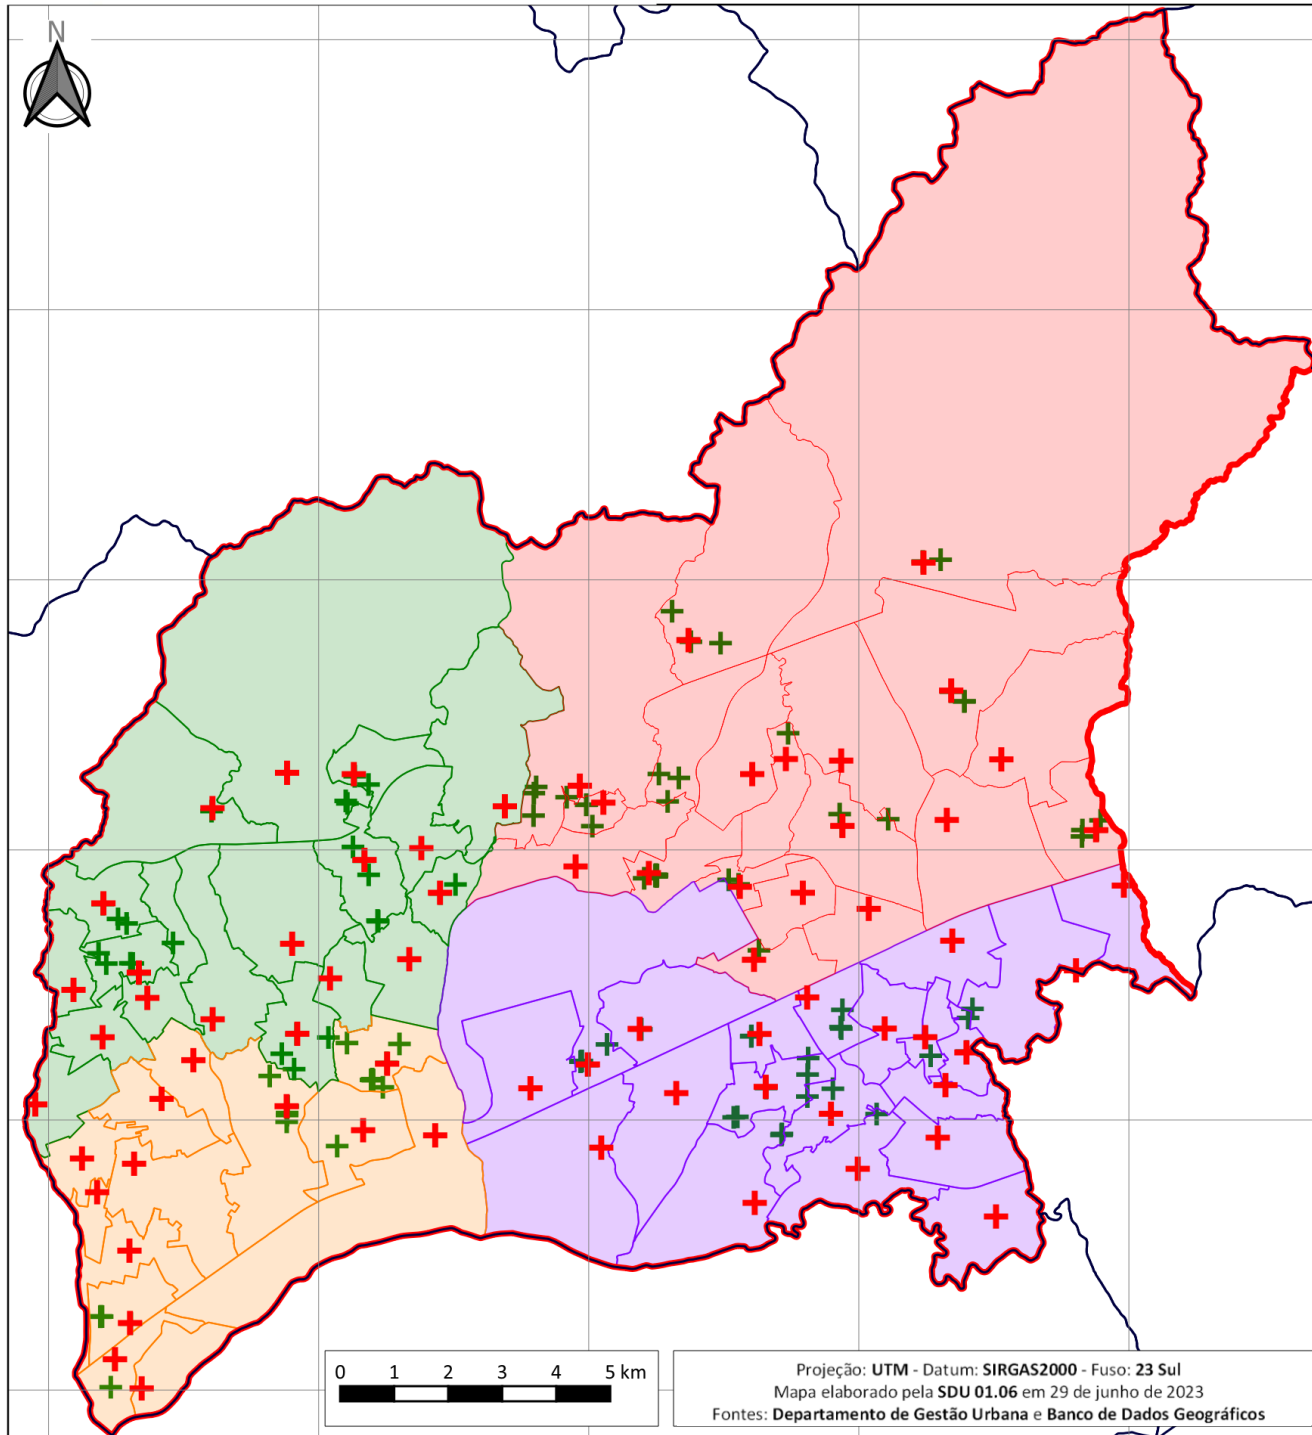 N
0 1 2 3 4 5 km
Projeção: UTM - Datum: SIRGAS2000 - Fuso: 23 Sul
Mapa elaborado pela SDU 01.06 em 29 de junho de 2023
Fontes: Departamento de Gestão Urbana e Banco de Dados Geográficos